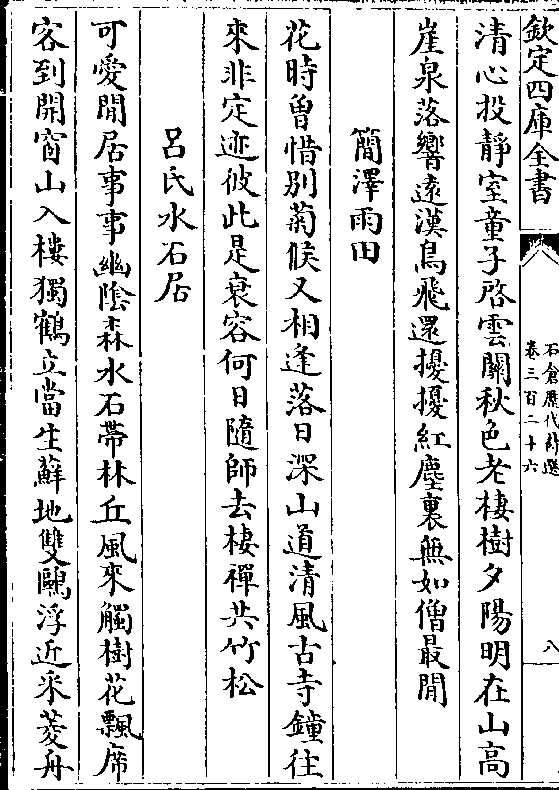 欽定四庫全書
石倉歷代詩選
卷三百二十六
八
清心投靜室童子啓雲關秋色老棲樹夕陽明在山高
崖泉落響遠漢鳥飛還擾擾紅塵裏無如僧最閒
簡澤雨田
花時曽惜别菊候又相逢落日深山道清風古寺鐘往
來非定迹彼此是衰容何日隨師去棲禪共竹松
呂氏水石居
可愛閒居事事幽陰森水石帶林丘風來觸樹花飄席
客到開窗山入樓獨鶴立當生蘚地雙鷗浮近采菱舟